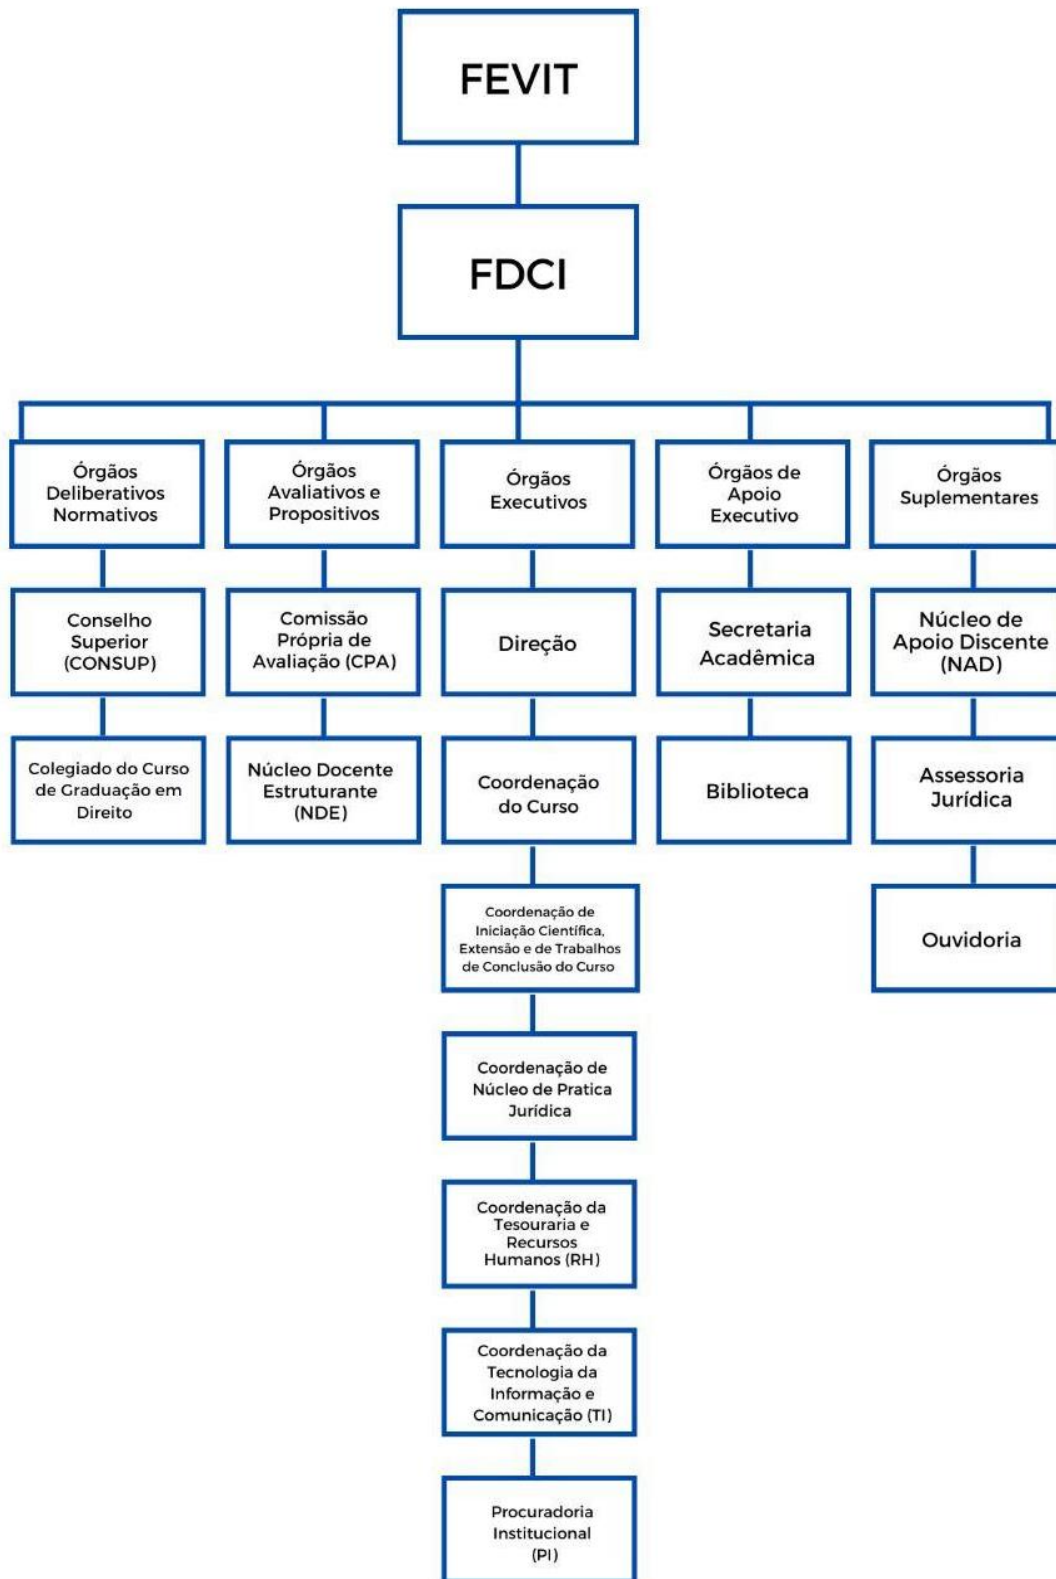 FEVIT
FDCI
Órgãos
Deliberativos
Normativos
Órgãos
Avaliativos e
Propositivos
Órgãos
Executivos
Órgãos de
Apoio
Executivo
Órgãos
Suplementares
Conselho
Superior
(CONSUP)
Comissão
Própria de
Avaliação (CPA)
Direção
Secretaria
Acadêmica
Núcleo de
Apoio Discente
(NAD)
Colegiado do Curso
de Graduação em
Direito
Núcleo Docente
Estruturante
(NDE)
Coordenação
do Curso
Biblioteca
Assessoria
Jurídica
Coordenação de
Iniciação Científica,
Extensão e de Trabalhos
de Conclusão do Curso
Ouvidoria
Coordenação de
Núcleo de Pratica
Jurídica
Coordenação da
Tesouraria e
Recursos
Humanos (RH)
Coordenação da
Tecnologia da
Informação e
Comunicação (TI)
Procuradoria
Institucional
(PI)